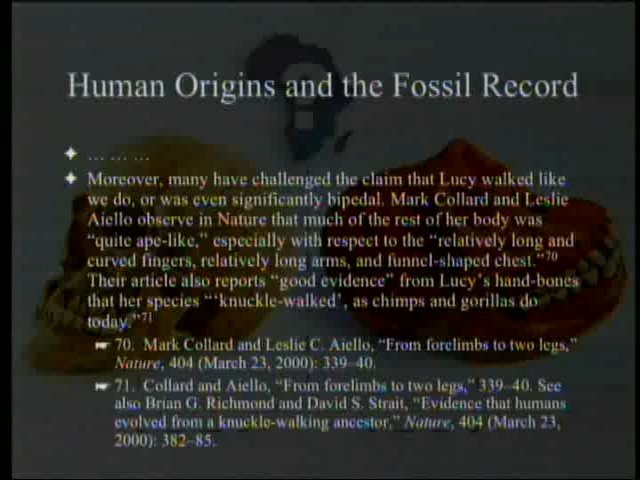 Human Origins and the Fossil Record
… … …
Moreover, many have challenged the claim that Lucy walked like
we do, or was even significantly bipedal. Mark Collard and Leslie
Aiello observe in Nature that much of the rest of her body was
“quite ape-like,” especially with respect to the “relatively long and
curved fingers, relatively long arms, and funnel-shaped chest.”70
Their article also reports “good evidence” from Lucy’s hand-bones
that her species “‘knuckle-walked’, as chimps and gorillas do
today.”71
70. Mark Collard and Leslie C. Aiello, “From forelimbs to two legs,”
Nature, 404 (March 23, 2000): 339–40.
71. Collard and Aiello, “From forelimbs to two legs,” 339–40. See
also Brian G. Richmond and David S. Strait, “Evidence that humans
evolved from a knuckle-walking ancestor,” Nature, 404 (March 23,
2000): 382–85.